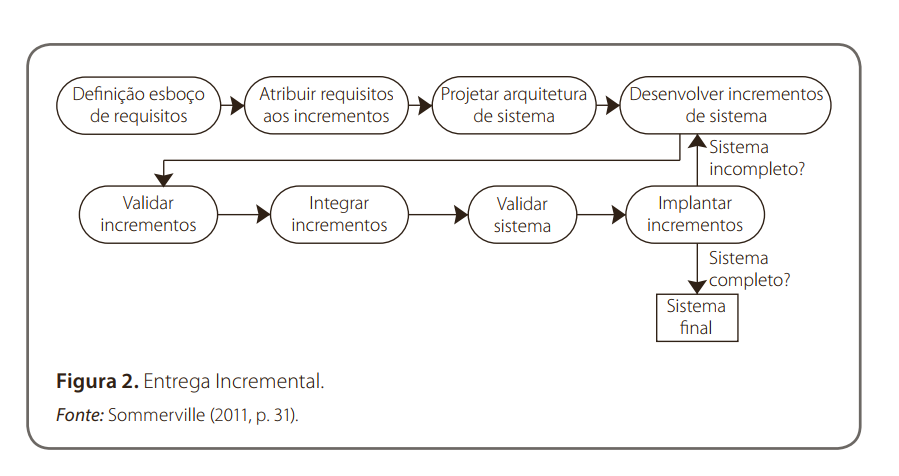 Definição esboço
de requisitos
Atribuir requisitos
aos incrementos
Projetar arquitetura
de sistema
Desenvolver incrementos
de sistema
Sistema
incompleto?
Validar
incrementos
Integrar
incrementos
Validar
sistema
Implantar
incrementos
Sistema
completo?
Sistema
final
Figura 2. Entrega Incremental.
Fonte: Sommerville (2011, p. 31).